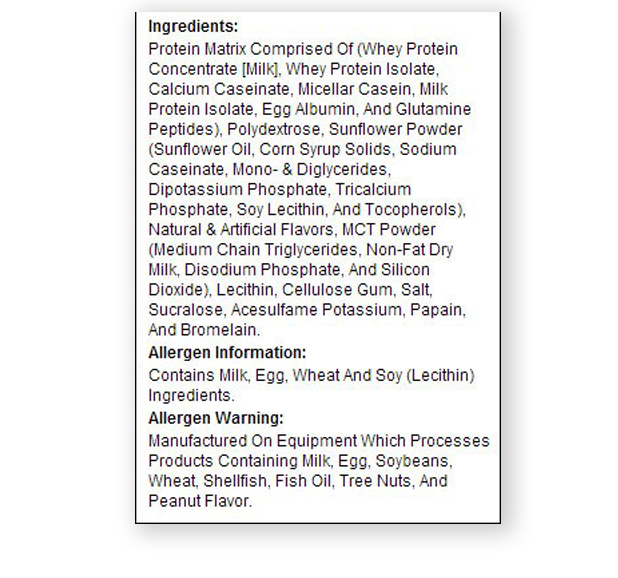 Ingredients:
Protein Matrix Comprised Of (Whey Protein
Concentrate [Milk], Whey Protein Isolate,
Calcium Caseinate, Micellar Casein, Milk
Protein Isolate, Egg Albumin, And Glutamine
Peptides), Polydextrose, Sunflower Powder
(Sunflower Oil, Corn Syrup Solids, Sodium
Caseinate, Mono- & Diglycerides,
Dipotassium Phosphate, Tricalcium
Phosphate, Soy Lecithin, And Tocopherols),
Natural & Artificial Flavors, MCT Powder
(Medium Chain Triglycerides, Non-Fat Dry
Milk, Disodium Phosphate, And Silicon
Dioxide), Lecithin, Cellulose Gum, Salt,
Sucralose, Acesulfame Potassium, Papain,
And Bromelain.
Allergen Information:
Contains Milk, Egg, Wheat And Soy (Lecithin)
Ingredients.
Allergen Warning:
Manufactured On Equipment Which Processes
Products Containing Milk, Egg, Soybeans,
Wheat, Shellfish, Fish Oil, Tree Nuts, And
Peanut Flavor.